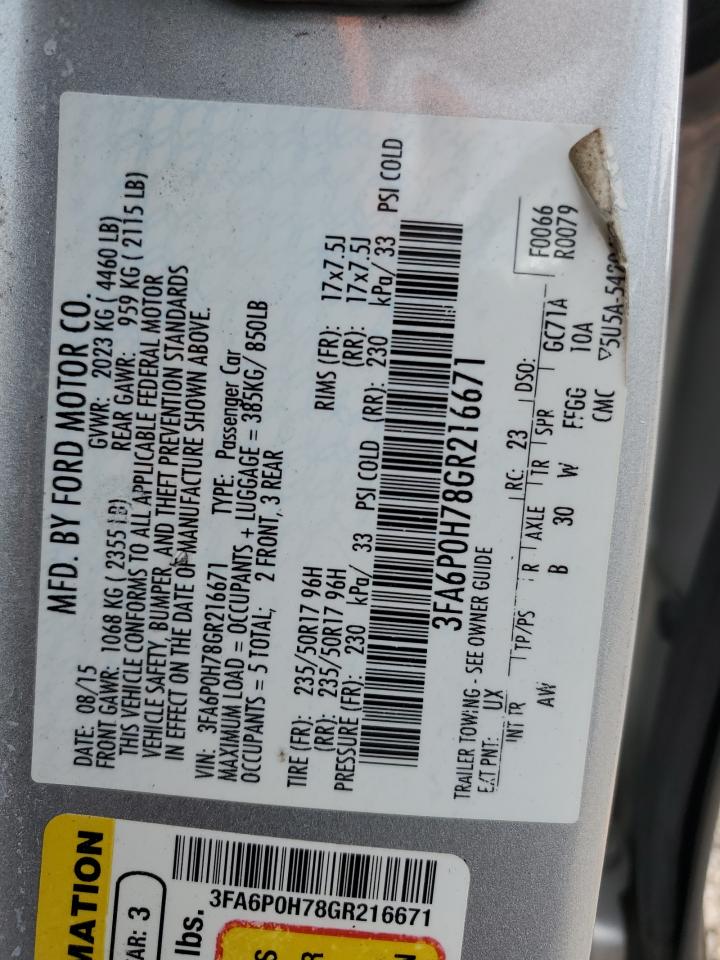 MFD. BY FORD MOTOR CO.
DATE: 08/15 GVWR: 2023 KG ( 4460 LB)
FRONT GAWR: 1068 KG ( 2355 LB) REAR GAWR: 959 KG ( 2115 LB)
THIS VEHICLE CONFORMS TO ALL APPLICABLE FEDERAL MOTOR
VEHICLE SAFETY, BUMPER, AND THEFT PREVENTION STANDARDS
IN EFFECT ON THE DATE OF MANUFACTURE SHOWN ABOVE.
VIN: 3FA6P0H78GR216671 TYPE: Passenger Car
MAXIMUM LOAD = OCCUPANTS + LUGGAGE = 385KG/ 850LB
OCCUPANTS = 5 TOTAL; 2 FRONT, 3 REAR
TIRE (FR): 235/50R17 96H RIMS (FR): 17x7.5J
(RR): 235/50R17 96H (RR): 17x7.5J
PRESSURE (FR): 230 kPa/ 33 PSI COLD (RR): 230 kPa/ 33 PSI COLD
3FA6P0H78GR216671
TRAILER TOWING - SEE OWNER GUIDE
EXT PNT: UX RC: 23 DSO: F0066
R0079
INT TR TP/PS R AXLE TR SPR GC71A
AW B 30 W FFGG 10A
CMC 5U5A-5420
MATION
AR: 3
lbs.
3FA6P0H78GR216671